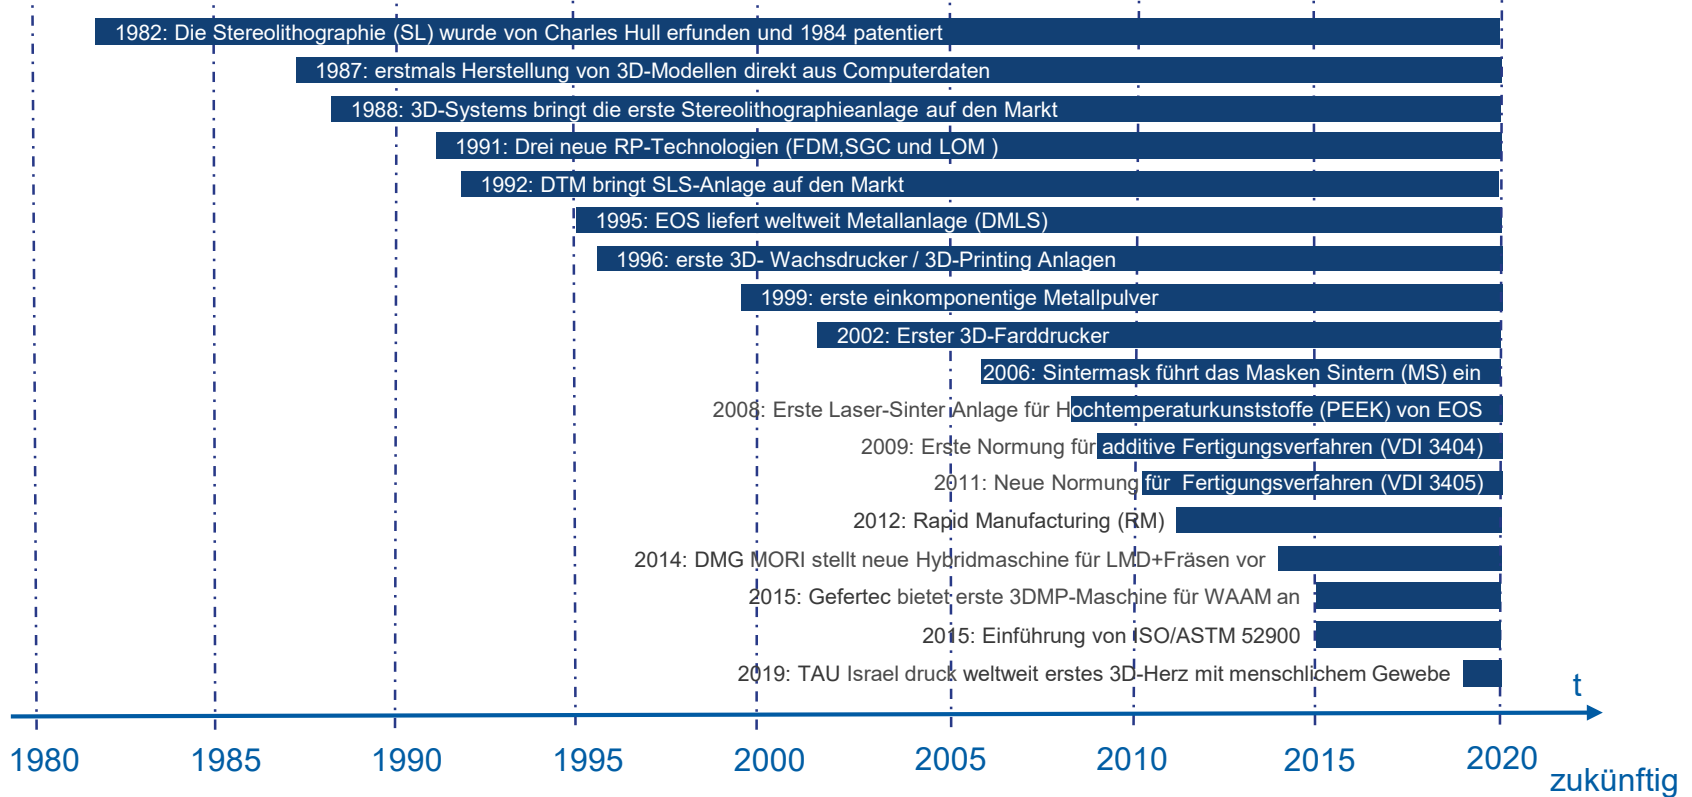 1982: Die Stereolithographie (SL) wurde von Charles Hull erfunden und 1984 patentiert
1987: erstmals Herstellung von 3D-Modellen direkt aus Computerdaten
1988: 3D-Systems bringt die erste Stereolithographieanlage auf den Markt
1991: Drei neue RP-Technologien (FDM,SGC und LOM )
1992: DTM bringt SLS-Anlage auf den Markt
1995: EOS liefert weltweit Metallanlage (DMLS)
1996: erste 3D- Wachsdrucker / 3D-Printing Anlagen
1999: erste einkomponentige Metallpulver
2002: Erster 3D-Farddrucker
2006: Sintermask führt das Masken Sintern (MS) ein
2008: Erste Laser-Sinter Anlage für Hochtemperaturkunststoffe (PEEK) von EOS
2009: Erste Normung für additive Fertigungsverfahren (VDI 3404)
2011: Neue Normung für  Fertigungsverfahren (VDI 3405)
2012: Rapid Manufacturing (RM)
2014: DMG MORI stellt neue Hybridmaschine für LMD+Fräsen vor
2015: Gefertec bietet erste 3DMP-Maschine für WAAM an
2015: Einführung von ISO/ASTM 52900
2019: TAU Israel druck weltweit erstes 3D-Herz mit menschlichem Gewebe
t
1980 1985 1990 1995 2000 2005 2010 2015 2020
zukünftig